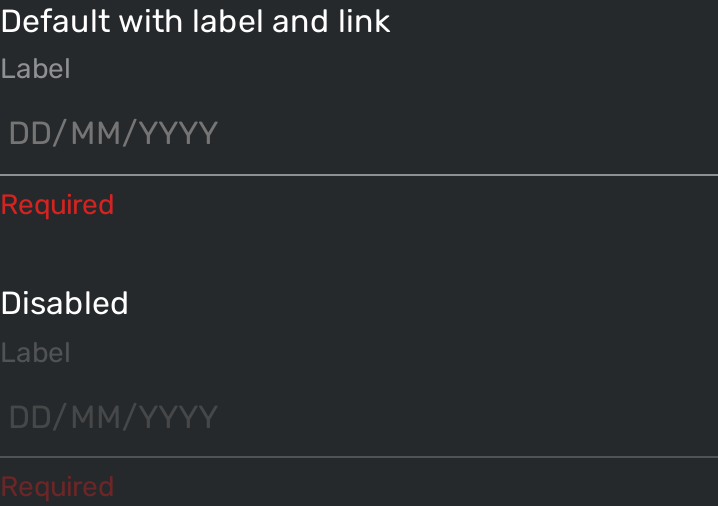 Default with label and link
Label
DD/MM/YYYY
Required
Disabled
Label
DD/MM/YYYY
Required